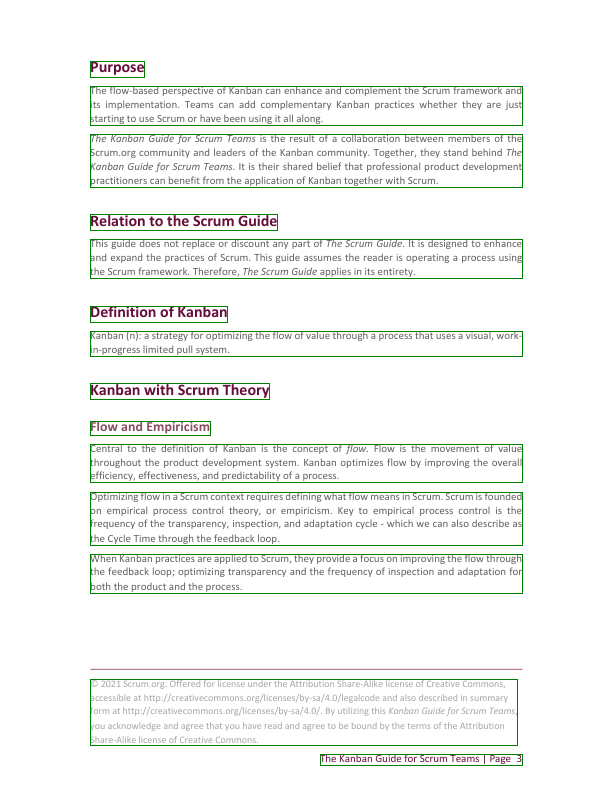 Purpose
The flow-based perspective of Kanban can enhance and complement the Scrum framework and
its implementation. Teams can add complementary Kanban practices whether they are just
starting to use Scrum or have been using it all along.
The Kanban Guide for Scrum Teams is the result of a collaboration between members of the
Scrum.org community and leaders of the Kanban community. Together, they stand behind The
Kanban Guide for Scrum Teams. It is their shared belief that professional product development
practitioners can benefit from the application of Kanban together with Scrum.
Relation to the Scrum Guide
This guide does not replace or discount any part of The Scrum Guide. It is designed to enhance
and expand the practices of Scrum. This guide assumes the reader is operating a process using
the Scrum framework. Therefore, The Scrum Guide applies in its entirety.
Definition of Kanban
Kanban (n): a strategy for optimizing the flow of value through a process that uses a visual, work-
in-progress limited pull system.
Kanban with Scrum Theory
Flow and Empiricism
Central to the definition of Kanban is the concept of flow. Flow is the movement of value
throughout the product development system. Kanban optimizes flow by improving the overall
efficiency, effectiveness, and predictability of a process.
Optimizing flow in a Scrum context requires defining what flow means in Scrum. Scrum is founded
on empirical process control theory, or empiricism. Key to empirical process control is the
frequency of the transparency, inspection, and adaptation cycle - which we can also describe as
the Cycle Time through the feedback loop.
When Kanban practices are applied to Scrum, they provide a focus on improving the flow through
the feedback loop; optimizing transparency and the frequency of inspection and adaptation for
both the product and the process.
© 2021 Scrum.org. Offered for license under the Attribution Share-Alike license of Creative Commons,
accessible at http://creativecommons.org/licenses/by-sa/4.0/legalcode and also described in summary
form at http://creativecommons.org/licenses/by-sa/4.0/. By utilizing this Kanban Guide for Scrum Teams,
you acknowledge and agree that you have read and agree to be bound by the terms of the Attribution
Share-Alike license of Creative Commons.
The Kanban Guide for Scrum Teams | Page 3